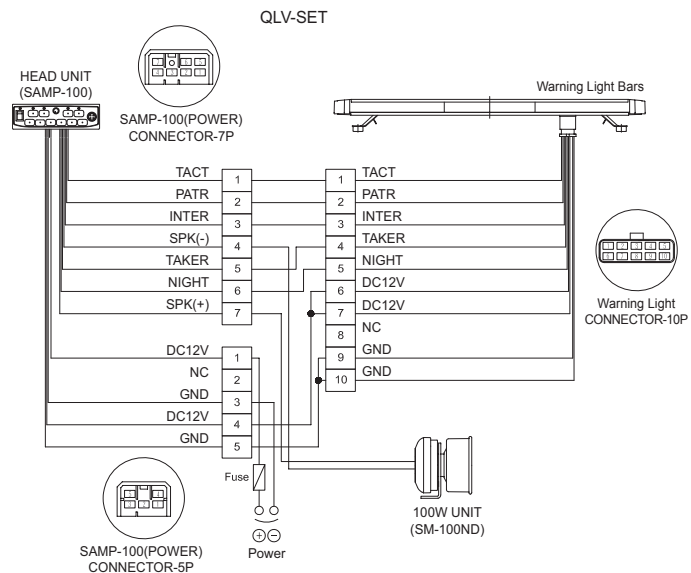 QLV-SET
HEAD UNIT
(SAMP-100)
SAMP-100(POWER)
CONNECTOR-7P
Warning Light Bars
TACT 1 1 TACT
PATR 2 2 PATR
INTER 3 3 INTER
SPK(-) 4 4 TAKER
TAKER 5 5 NIGHT
NIGHT 6 6 DC12V
SPK(+) 7 7 DC12V
8 NC
DC12V 1 9 GND
NC 2 10 GND
GND 3
DC12V 4
GND 5
Warning Light
CONNECTOR-10P
Fuse
Power
100W UNIT
(SM-100ND)
SAMP-100(POWER)
CONNECTOR-5P